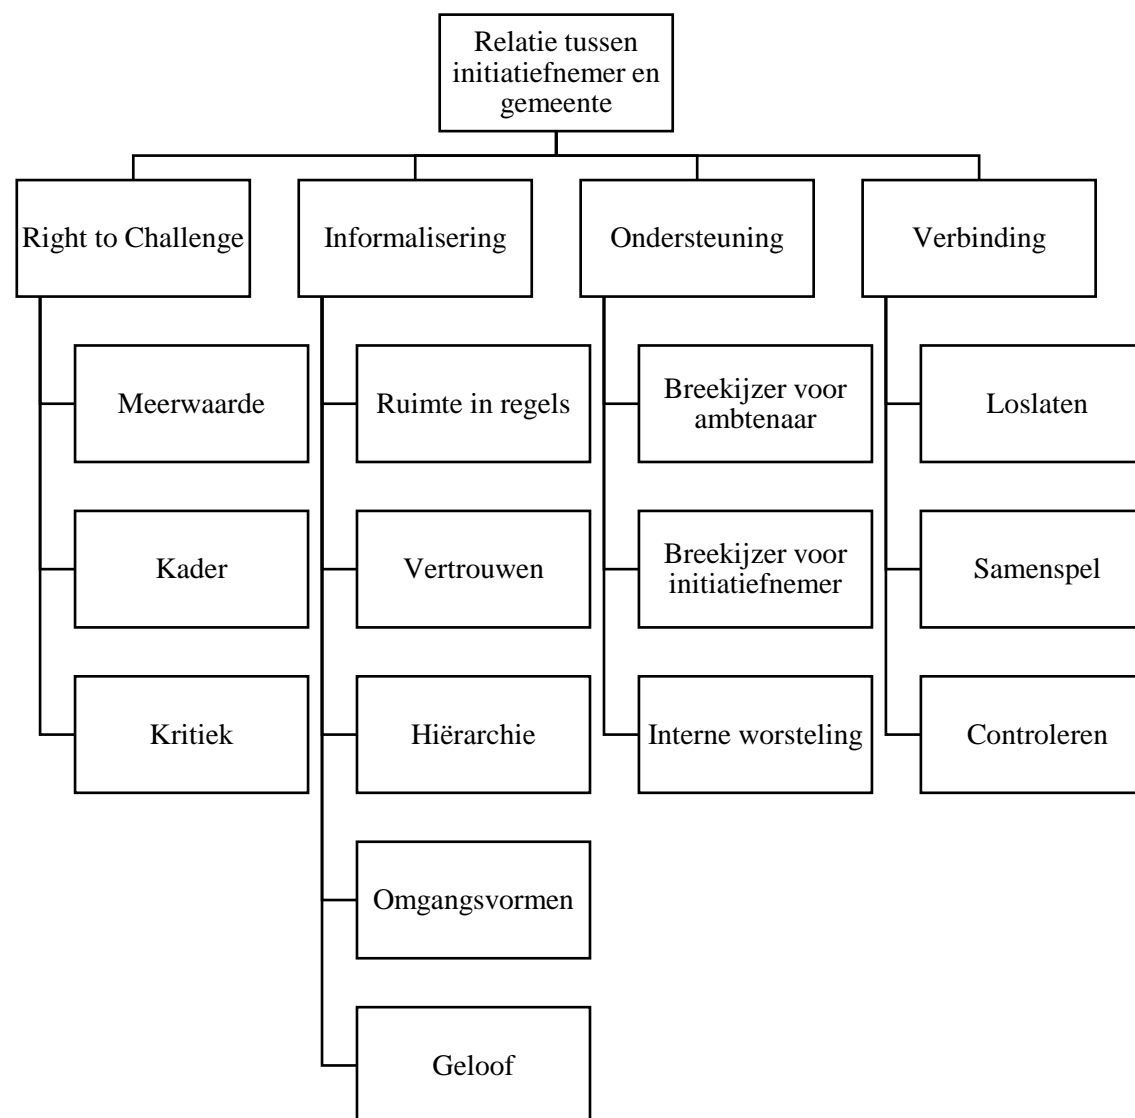 Relatie tussen
initiatiefnemer en
gemeente
Right to Challenge
Informalisering
Ondersteuning
Verbinding
Meerwaarde
Kader
Kritiek
Ruimte in regels
Vertrouwen
Hiërarchie
Omgangsvormen
Geloof
Breekijzer voor
ambtenaar
Breekijzer voor
initiatiefnemer
Interne worsteling
Loslaten
Samenspel
Controleren